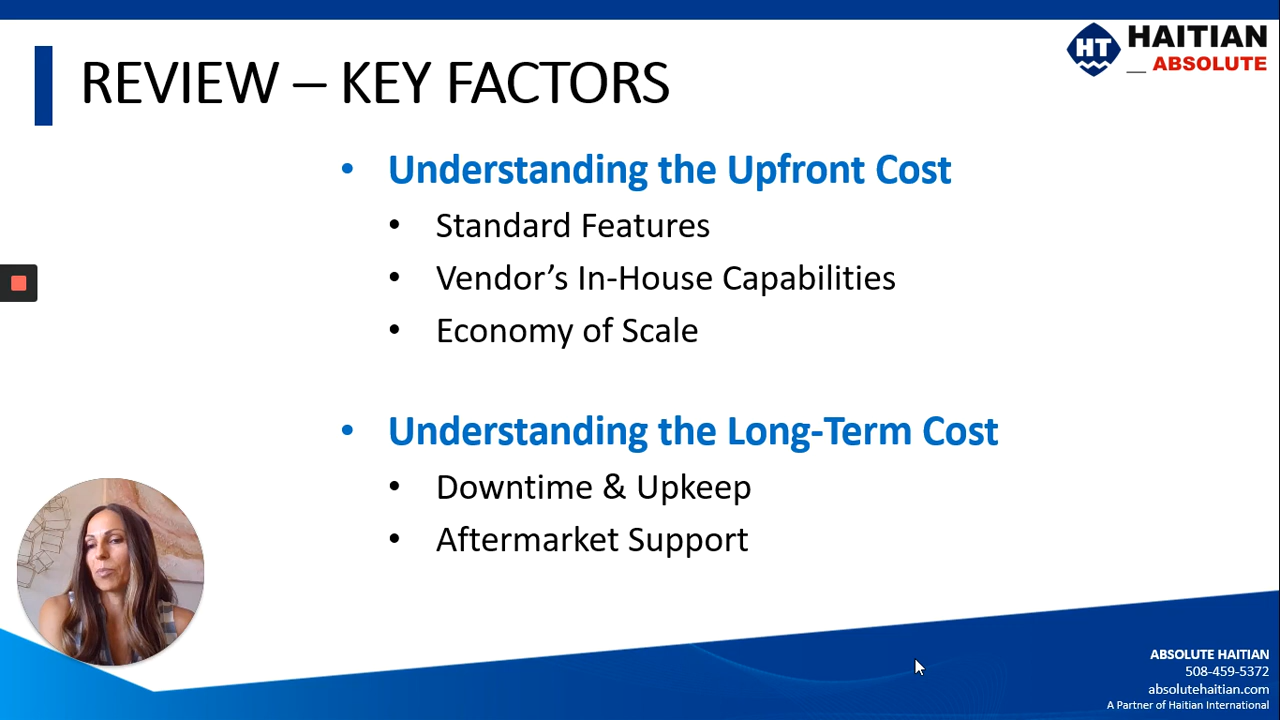 HT HAITIAN
__ ABSOLUTE
REVIEW – KEY FACTORS
• Understanding the Upfront Cost
• Standard Features
• Vendor’s In-House Capabilities
• Economy of Scale
• Understanding the Long-Term Cost
• Downtime & Upkeep
• Aftermarket Support
ABSOLUTE HAITIAN
508-459-5372
absolutehaitian.com
A Partner of Haitian International